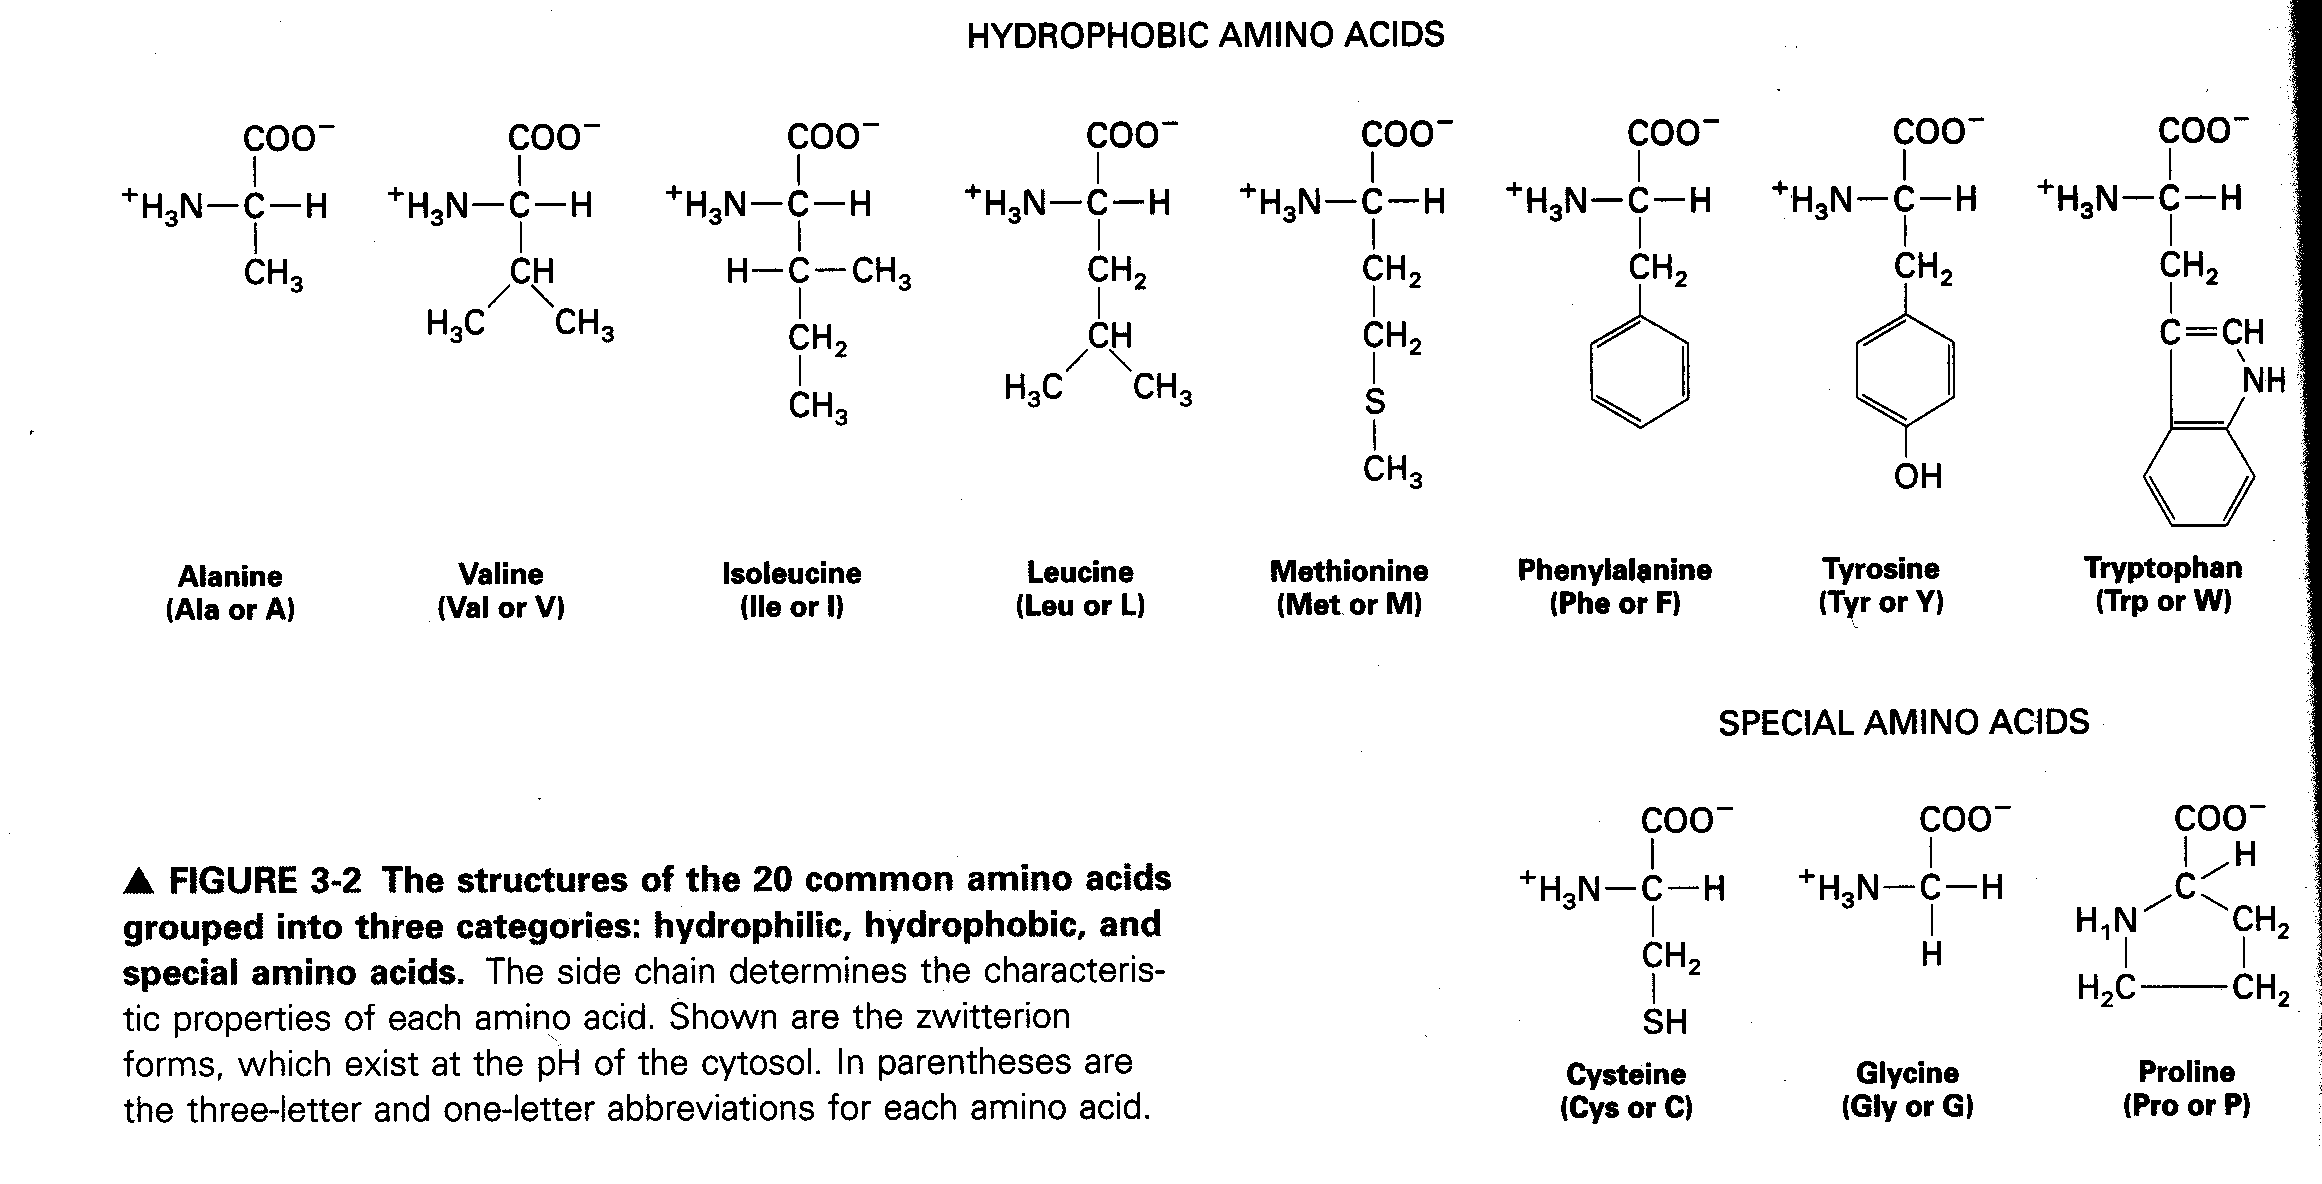 HYDROPHOBIC AMINO ACIDS
COO⁻ COO⁻ COO⁻ COO⁻ COO⁻ COO⁻ COO⁻ COO⁻
⁺H₃N—C—H ⁺H₃N—C—H ⁺H₃N—C—H ⁺H₃N—C—H ⁺H₃N—C—H ⁺H₃N—C—H ⁺H₃N—C—H ⁺H₃N—C—H
CH₃ CH H—C—CH₃ CH₂ CH₂ CH₂ CH₂ CH₂
H₃C CH₃ CH₂ CH CH₂ C=CH
NH
CH₃ H₃C CH₃ S
CH₃ OH
Alanine Valine Isoleucine Leucine Methionine Phenylalanine Tyrosine Tryptophan
(Ala or A) (Val or V) (Ile or I) (Leu or L) (Met or M) (Phe or F) (Tyr or Y) (Trp or W)
SPECIAL AMINO ACIDS
COO⁻ COO⁻ COO⁻
H
⁺H₃N—C—H ⁺H₃N—C—H C
H₁N CH₂
CH₂ H
H₂C CH₂
SH
Cysteine Glycine Proline
(Cys or C) (Gly or G) (Pro or P)
▲ FIGURE 3-2 The structures of the 20 common amino acids
grouped into three categories: hydrophilic, hydrophobic, and
special amino acids. The side chain determines the characteris-
tic properties of each amino acid. Shown are the zwitterion
forms, which exist at the pH of the cytosol. In parentheses are
the three-letter and one-letter abbreviations for each amino acid.